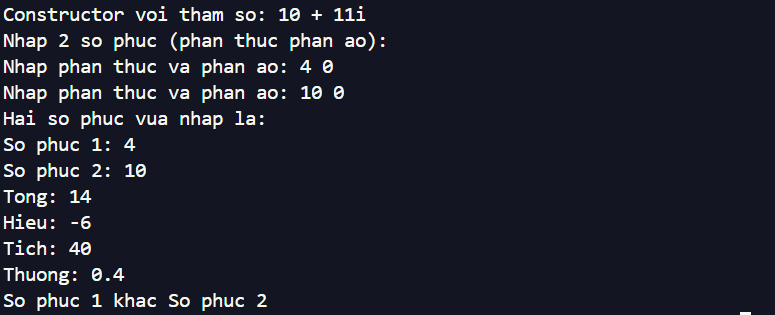 Constructor voi tham so: 10 + 11i
Nhap 2 so phuc (phan thuc phan ao):
Nhap phan thuc va phan ao: 4 0
Nhap phan thuc va phan ao: 10 0
Hai so phuc vua nhap la:
So phuc 1: 4
So phuc 2: 10
Tong: 14
Hieu: -6
Tich: 40
Thuong: 0.4
So phuc 1 khac So phuc 2